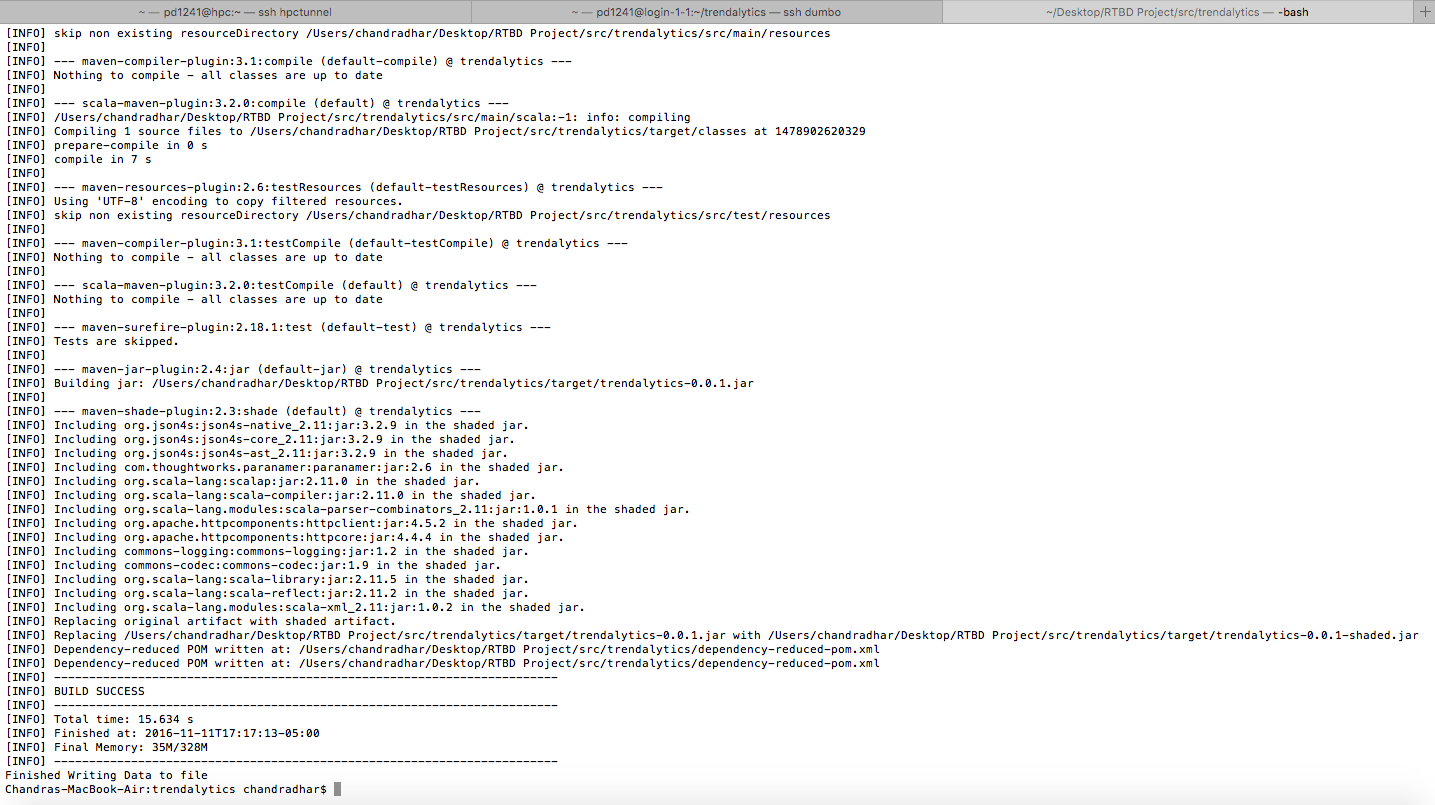 ~ — pd1241@hpc:~ — ssh hpctunnel
~ — pd1241@login-1-1:~/trendalytics — ssh dumbo
~/Desktop/RTBD Project/src/trendalytics — -bash
+
[INFO] skip non existing resourceDirectory /Users/chandradhar/Desktop/RTBD Project/src/trendalytics/src/main/resources
[INFO]
[INFO] --- maven-compiler-plugin:3.1:compile (default-compile) @ trendalytics ---
[INFO] Nothing to compile - all classes are up to date
[INFO]
[INFO] --- scala-maven-plugin:3.2.0:compile (default) @ trendalytics ---
[INFO] /Users/chandradhar/Desktop/RTBD Project/src/trendalytics/src/main/scala:-1: info: compiling
[INFO] Compiling 1 source files to /Users/chandradhar/Desktop/RTBD Project/src/trendalytics/target/classes at 1478902620329
[INFO] prepare-compile in 0 s
[INFO] compile in 7 s
[INFO]
[INFO] --- maven-resources-plugin:2.6:testResources (default-testResources) @ trendalytics ---
[INFO] Using 'UTF-8' encoding to copy filtered resources.
[INFO] skip non existing resourceDirectory /Users/chandradhar/Desktop/RTBD Project/src/trendalytics/src/test/resources
[INFO]
[INFO] --- maven-compiler-plugin:3.1:testCompile (default-testCompile) @ trendalytics ---
[INFO] Nothing to compile - all classes are up to date
[INFO]
[INFO] --- scala-maven-plugin:3.2.0:testCompile (default) @ trendalytics ---
[INFO] Nothing to compile - all classes are up to date
[INFO]
[INFO] --- maven-surefire-plugin:2.18.1:test (default-test) @ trendalytics ---
[INFO] Tests are skipped.
[INFO]
[INFO] --- maven-jar-plugin:2.4:jar (default-jar) @ trendalytics ---
[INFO] Building jar: /Users/chandradhar/Desktop/RTBD Project/src/trendalytics/target/trendalytics-0.0.1.jar
[INFO]
[INFO] --- maven-shade-plugin:2.3:shade (default) @ trendalytics ---
[INFO] Including org.json4s:json4s-native_2.11:jar:3.2.9 in the shaded jar.
[INFO] Including org.json4s:json4s-core_2.11:jar:3.2.9 in the shaded jar.
[INFO] Including org.json4s:json4s-ast_2.11:jar:3.2.9 in the shaded jar.
[INFO] Including com.thoughtworks.paranamer:paranamer:jar:2.6 in the shaded jar.
[INFO] Including org.scala-lang:scalap:jar:2.11.0 in the shaded jar.
[INFO] Including org.scala-lang:scala-compiler:jar:2.11.0 in the shaded jar.
[INFO] Including org.scala-lang.modules:scala-parser-combinators_2.11:jar:1.0.1 in the shaded jar.
[INFO] Including org.apache.httpcomponents:httpclient:jar:4.5.2 in the shaded jar.
[INFO] Including org.apache.httpcomponents:httpcore:jar:4.4.4 in the shaded jar.
[INFO] Including commons-logging:commons-logging:jar:1.2 in the shaded jar.
[INFO] Including commons-codec:commons-codec:jar:1.9 in the shaded jar.
[INFO] Including org.scala-lang:scala-library:jar:2.11.5 in the shaded jar.
[INFO] Including org.scala-lang:scala-reflect:jar:2.11.2 in the shaded jar.
[INFO] Including org.scala-lang.modules:scala-xml_2.11:jar:1.0.2 in the shaded jar.
[INFO] Replacing original artifact with shaded artifact.
[INFO] Replacing /Users/chandradhar/Desktop/RTBD Project/src/trendalytics/target/trendalytics-0.0.1.jar with /Users/chandradhar/Desktop/RTBD Project/src/trendalytics/target/trendalytics-0.0.1-shaded.jar
[INFO] Dependency-reduced POM written at: /Users/chandradhar/Desktop/RTBD Project/src/trendalytics/dependency-reduced-pom.xml
[INFO] Dependency-reduced POM written at: /Users/chandradhar/Desktop/RTBD Project/src/trendalytics/dependency-reduced-pom.xml
[INFO] ------------------------------------------------------------------------
[INFO] BUILD SUCCESS
[INFO] ------------------------------------------------------------------------
[INFO] Total time: 15.634 s
[INFO] Finished at: 2016-11-11T17:17:13-05:00
[INFO] Final Memory: 35M/328M
[INFO] ------------------------------------------------------------------------
Finished Writing Data to file
Chandras-MacBook-Air:trendalytics chandradhar$